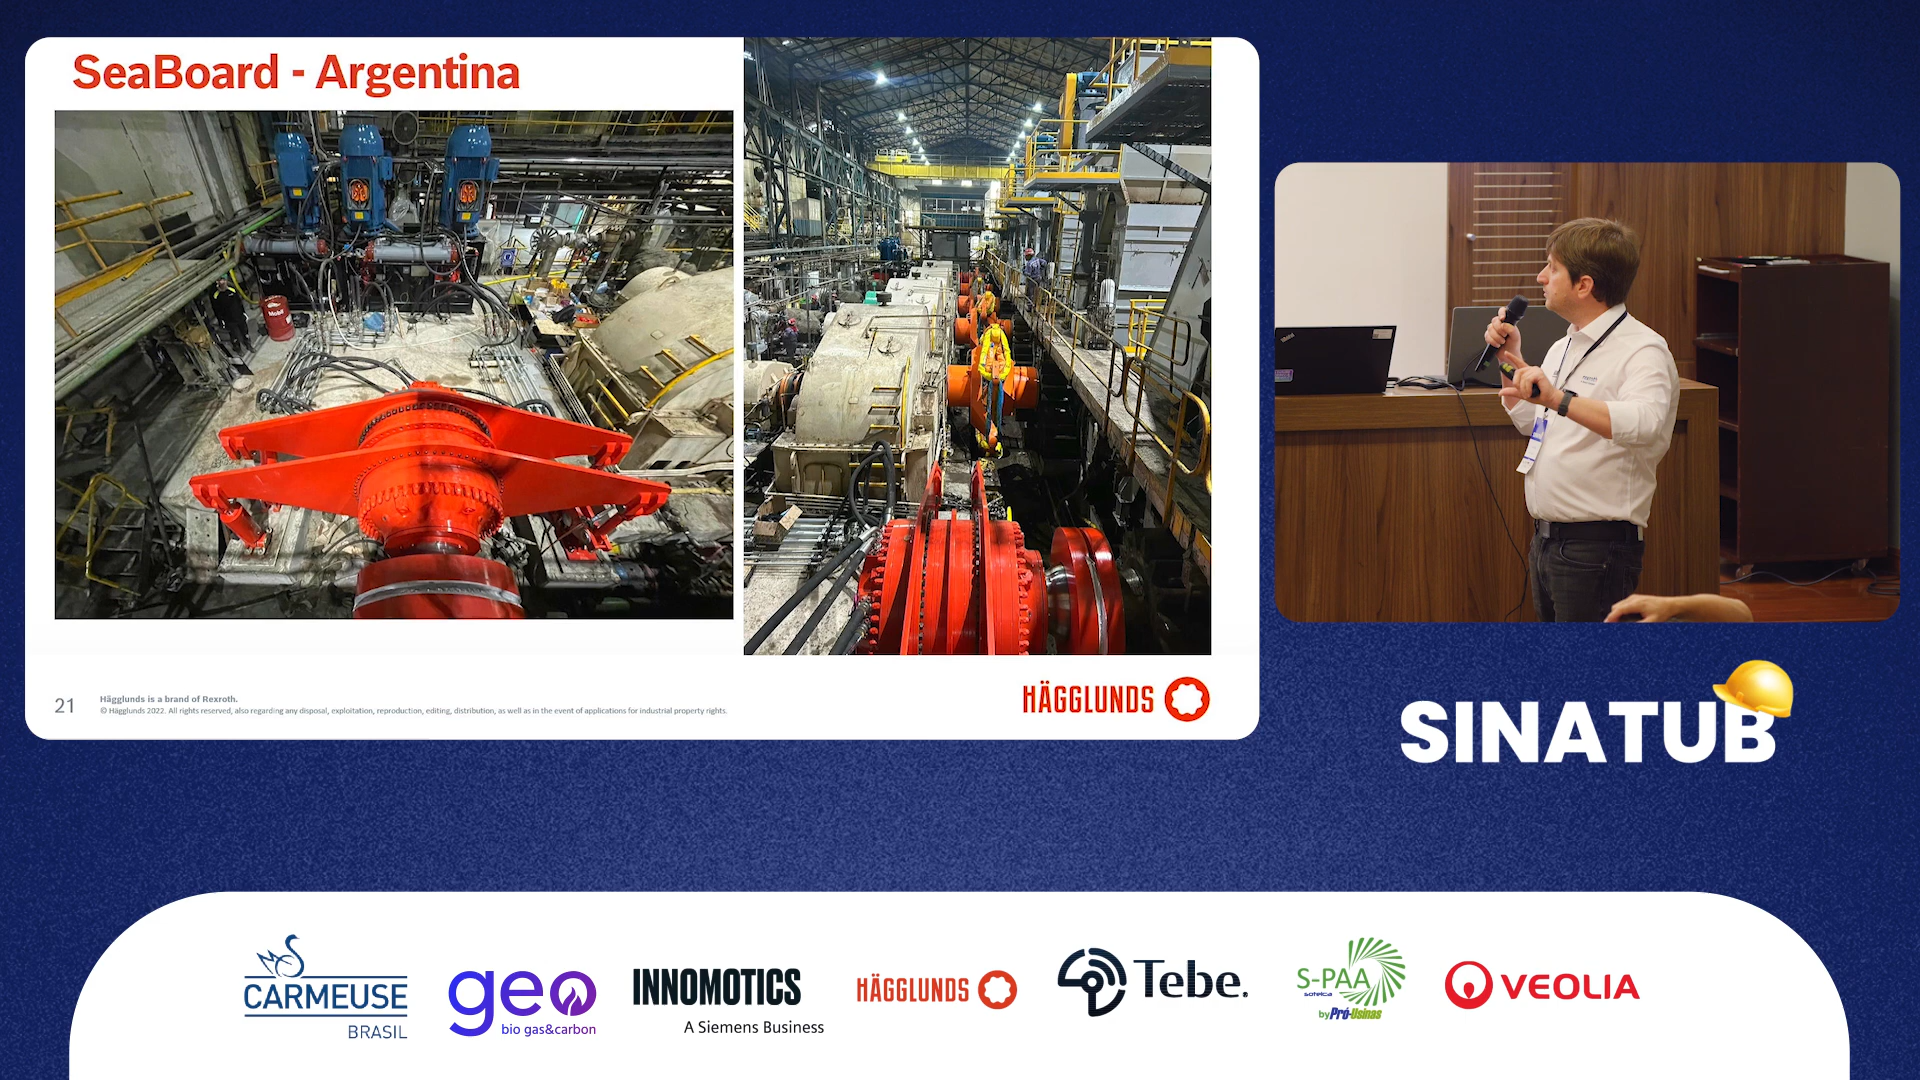 SeaBoard - Argentina
Mobil
21
Hägglunds is a brand of Rexroth.
© Hägglunds 2022. All rights reserved, also regarding any disposal, exploitation, reproduction, editing, distribution, as well as in the event of applications for industrial property rights.
HÄGGLUNDS
SINATUB
CARMEUSE
BRASIL
geo
bio gas&carbon
INNOMOTICS
A Siemens Business
HÄGGLUNDS
Tebe.
S-PAA
soteica
by Pró-Usinas
VEOLIA